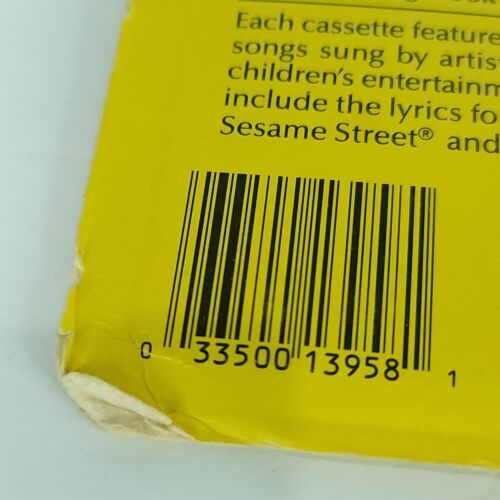 Each cassette feature
songs sung by artis
children's entertainm
include the lyrics fo
Sesame Street® and
0 33500 13958 1